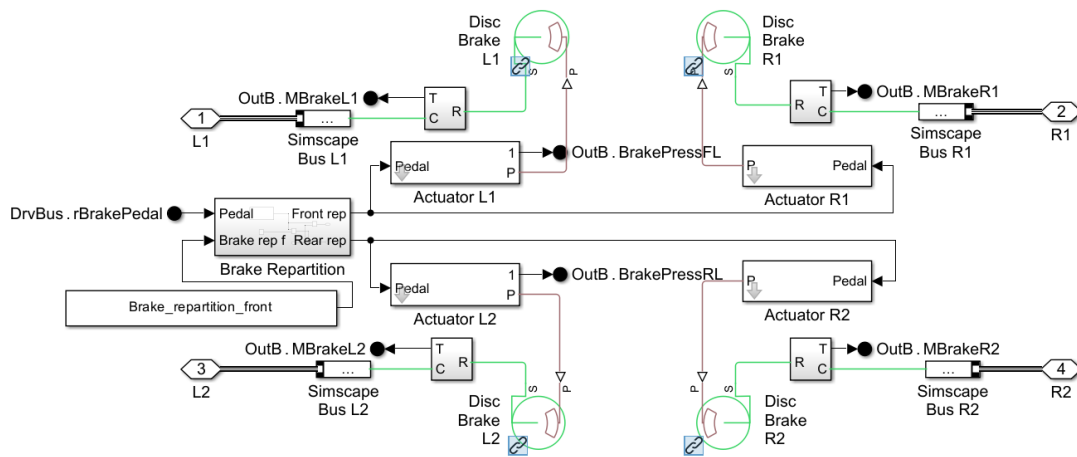 Disc
Brake
L1
S
P
OutB.MBrakeL1
T
C
R
1
L1
...
Simscape
Bus L1
Disc
Brake
R1
P
S
R
T
C
OutB.MBrakeR1
...
Simscape
Bus R1
2
R1
Pedal
1
P
OutB.BrakePressFL
Actuator L1
P
Pedal
Actuator R1
DrvBus.rBrakePedal
Pedal
Front rep
Brake rep f
Rear rep
Brake Repartition
Brake_repartition_front
Pedal
1
P
OutB.BrakePressRL
Actuator L2
P
Pedal
Actuator R2
3
L2
...
Simscape
Bus L2
OutB.MBrakeL2
T
C
R
S
P
Disc
Brake
L2
P
S
Disc
Brake
R2
R
T
C
OutB.MBrakeR2
...
Simscape
Bus R2
4
R2